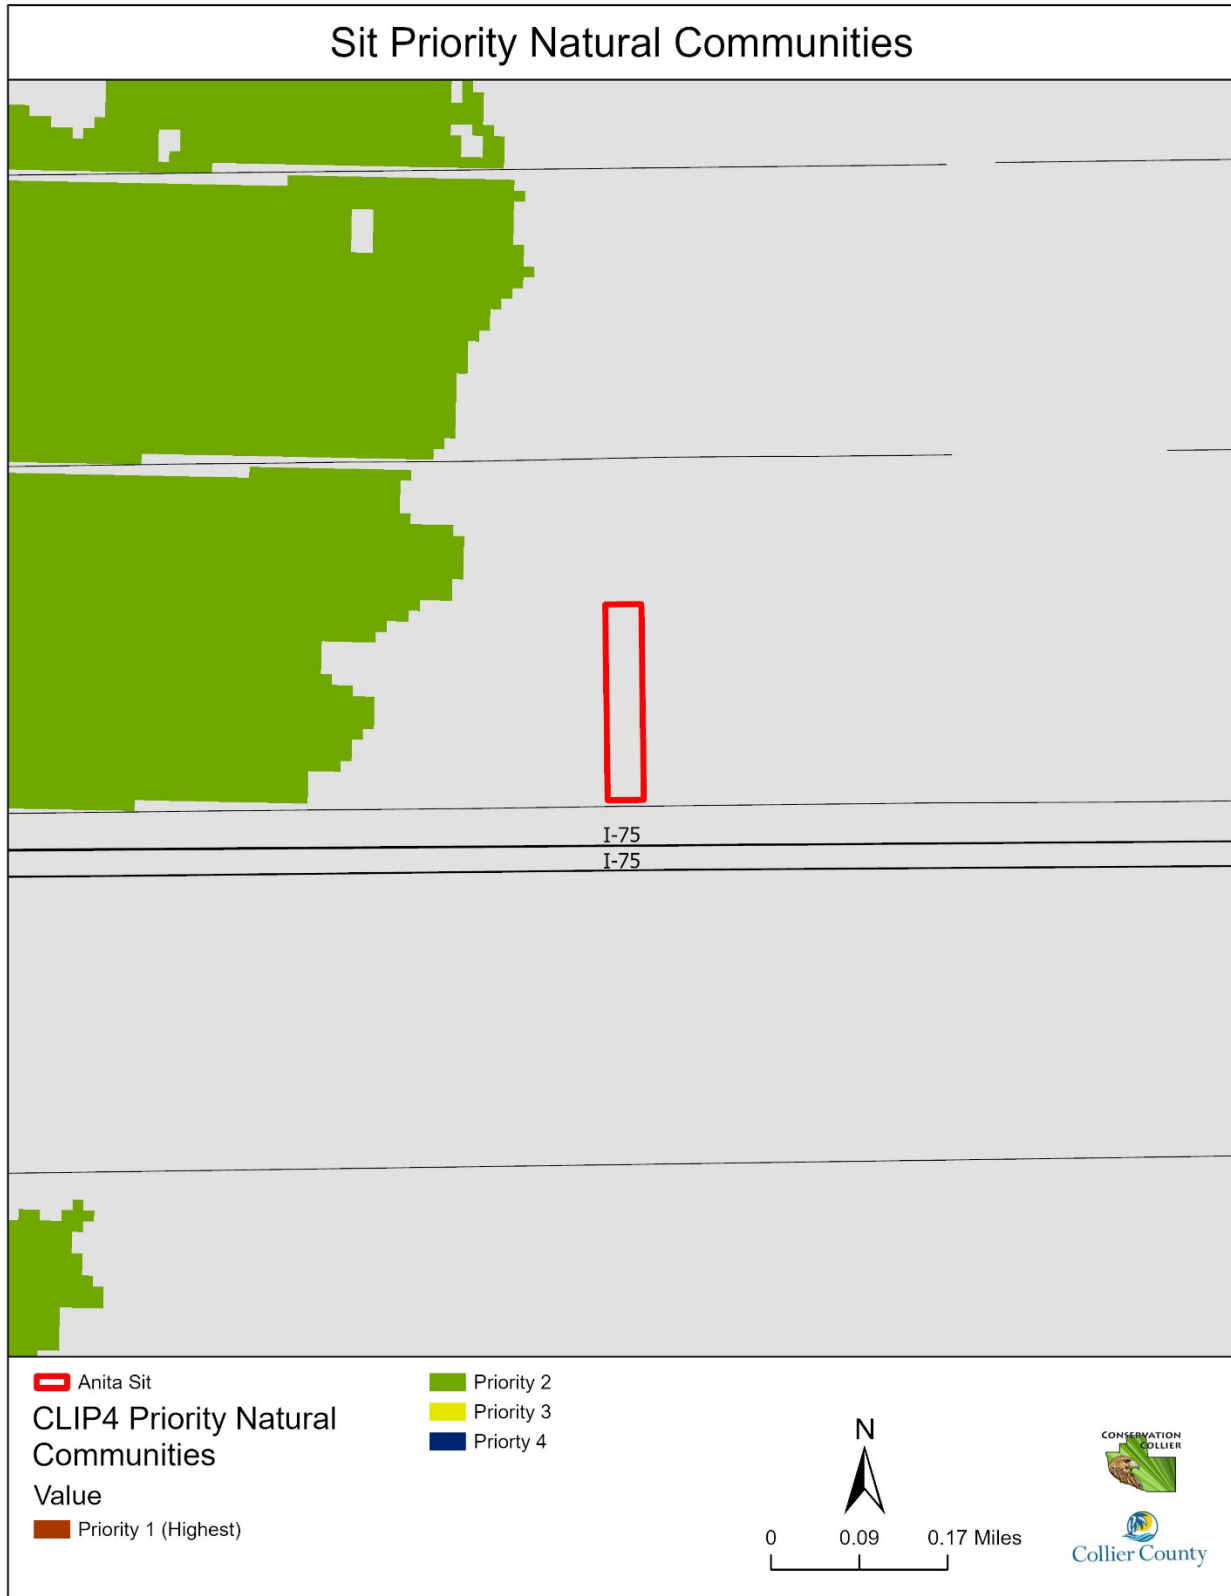 Sit Priority Natural Communities
I-75
I-75
Anita Sit
CLIP4 Priority Natural
Communities
Value
Priority 1 (Highest)
Priority 2
Priority 3
Priorty 4
N
0 0.09 0.17 Miles
CONSERVATION
COLLIER
Collier County